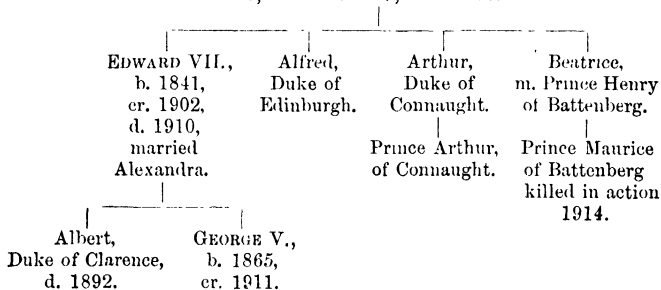 EDWARD VII.,
b. 1841,
cr. 1902,
d. 1910,
married
Alexandra.
Alfred,
Duke of
Edinburgh.
Arthur,
Duke of
Connaught.
Prince Arthur,
of Connaught.
Beatrice,
m. Prince Henry
of Battenberg.
Prince Maurice
of Battenberg
killed in action
1914.
Albert,
Duke of Clarence,
d. 1892.
GEORGE V.,
b. 1865,
cr. 1911.